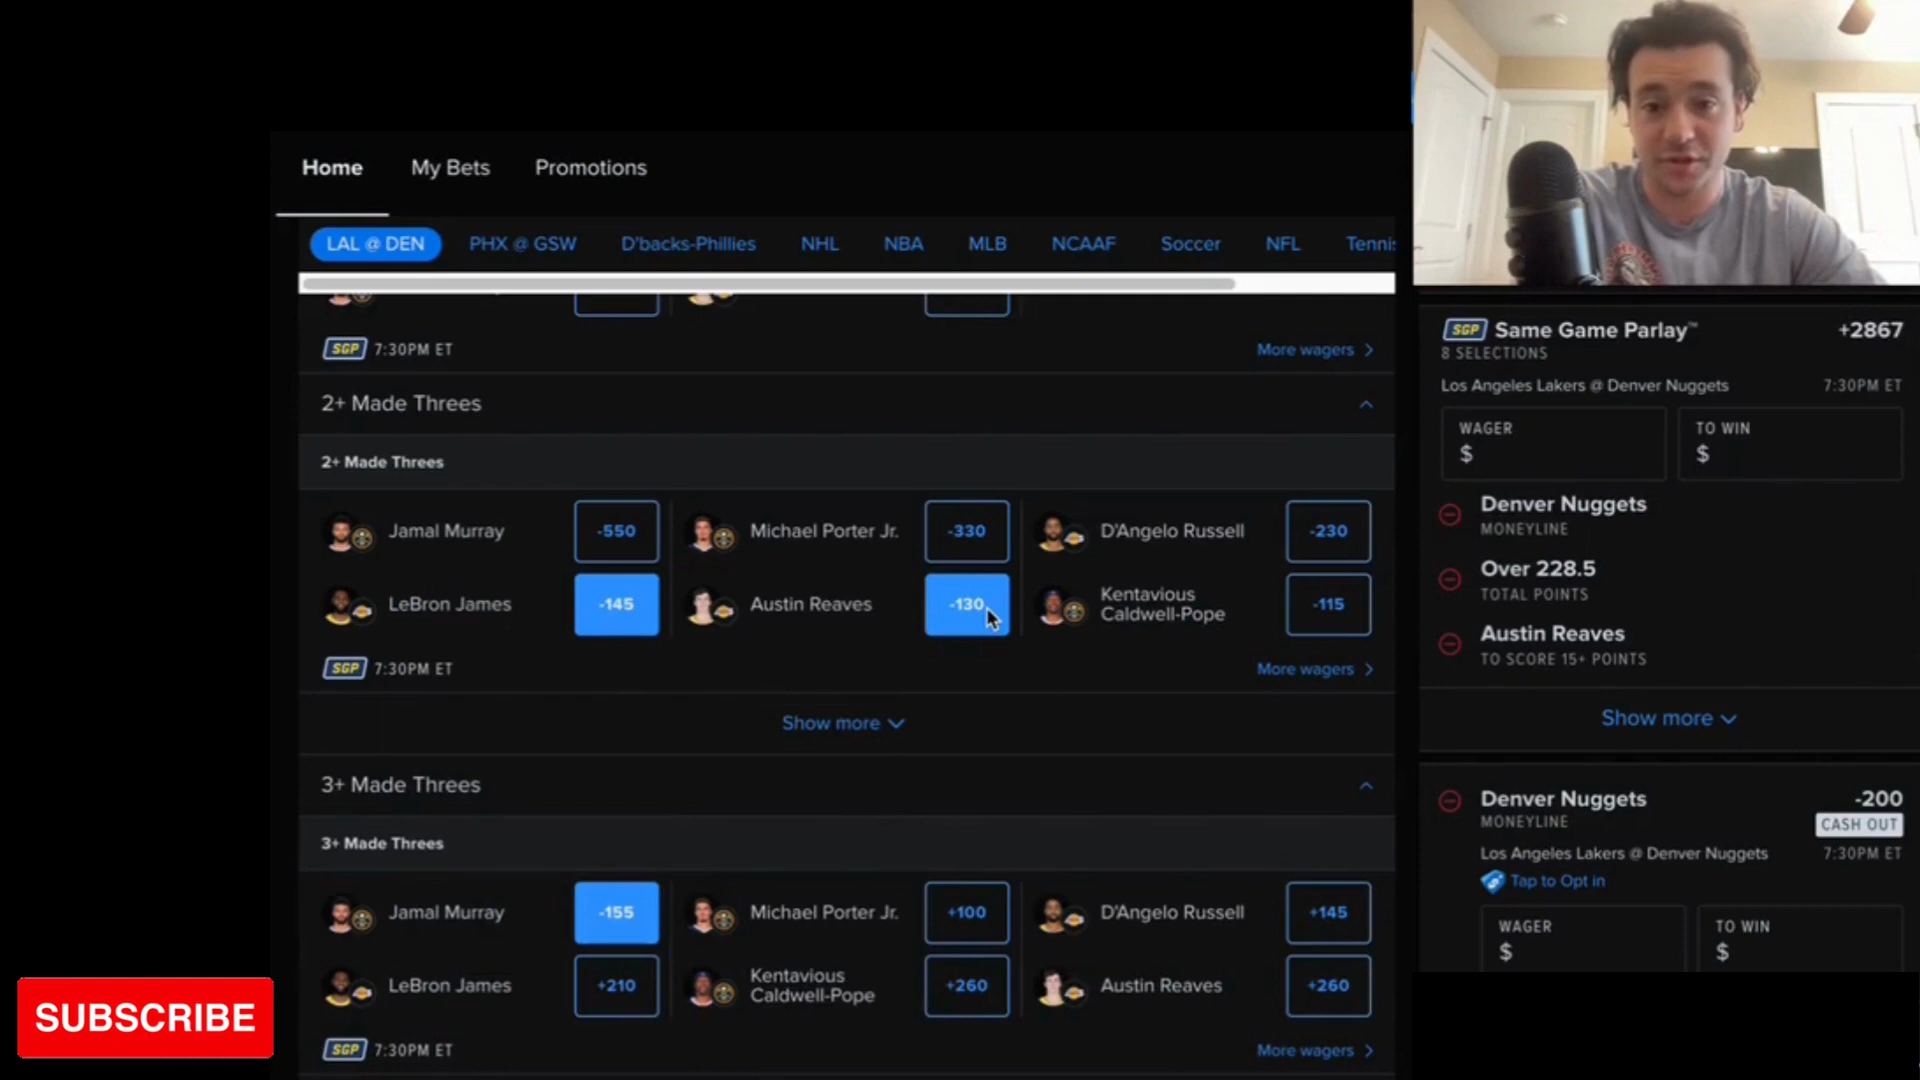 Home My Bets Promotions
LAL @ DEN PHX @ GSW D'backs-Phillies NHL NBA MLB NCAAF Soccer NFL Tennis
SGP 7:30PM ET More wagers
2+ Made Threes
2+ Made Threes
Jamal Murray -550 Michael Porter Jr. -330 D'Angelo Russell -230
LeBron James -145 Austin Reaves -130 Kentavious Caldwell-Pope -115
SGP 7:30PM ET More wagers
Show more
3+ Made Threes
3+ Made Threes
Jamal Murray -155 Michael Porter Jr. +100 D'Angelo Russell +145
LeBron James +210 Kentavious Caldwell-Pope +260 Austin Reaves +260
SGP 7:30PM ET More wagers
SGP Same Game Parlay™ +2867
8 SELECTIONS
Los Angeles Lakers @ Denver Nuggets 7:30PM ET
WAGER TO WIN
$ $
Denver Nuggets
MONEYLINE
Over 228.5
TOTAL POINTS
Austin Reaves
TO SCORE 15+ POINTS
Show more
Denver Nuggets -200
MONEYLINE CASH OUT
Los Angeles Lakers @ Denver Nuggets 7:30PM ET
Tap to Opt in
WAGER TO WIN
$ $
SUBSCRIBE